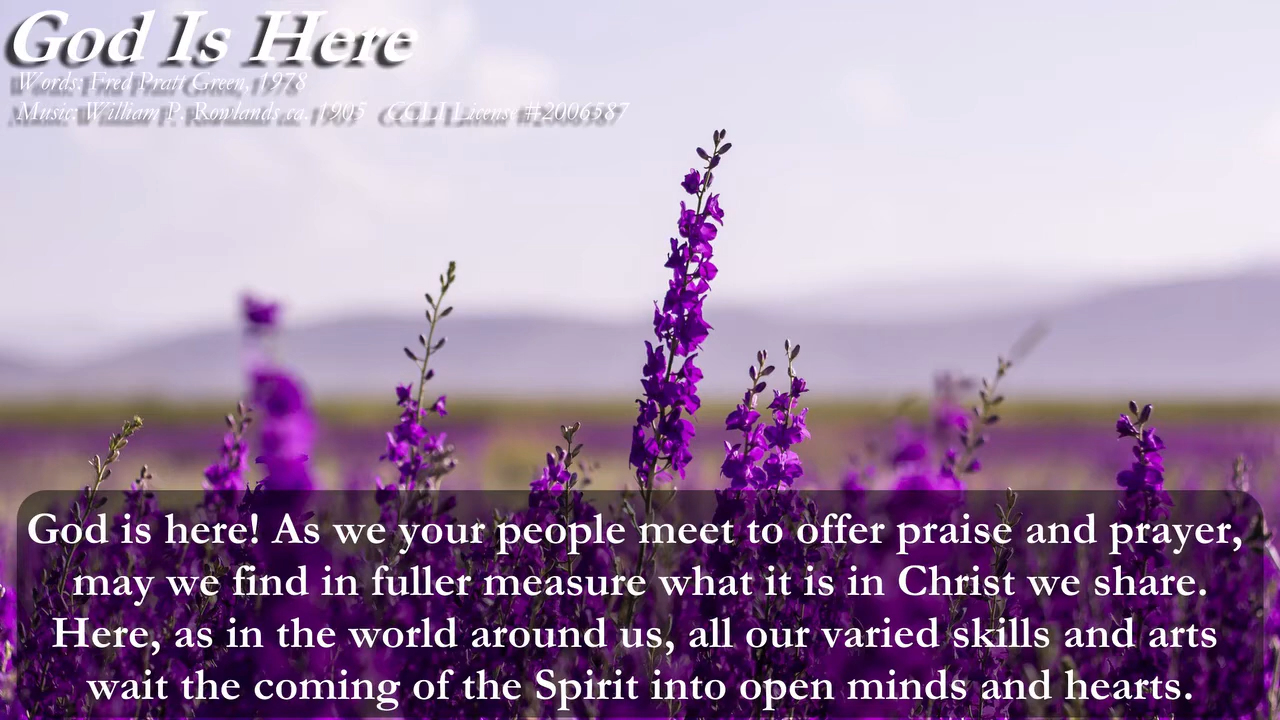 God Is Here
Words: Fred Pratt Green, 1978
Music: William P. Rowlands ca. 1905 CCLI License #2006587
God is here! As we your people meet to offer praise and prayer,
may we find in fuller measure what it is in Christ we share.
Here, as in the world around us, all our varied skills and arts
wait the coming of the Spirit into open minds and hearts.